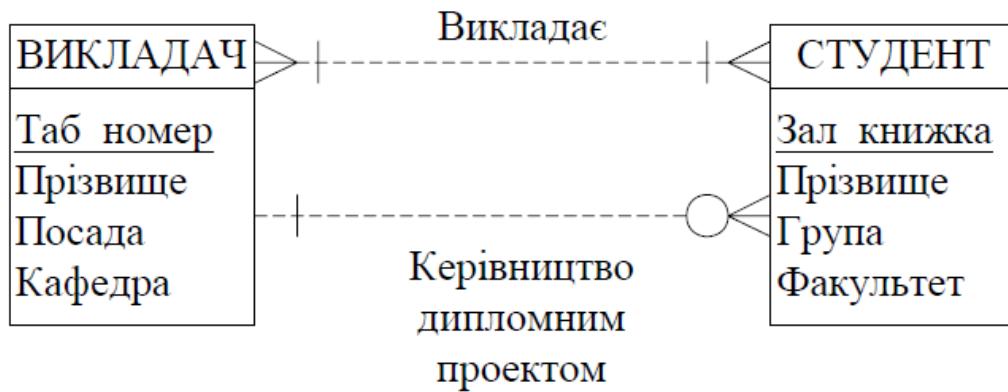 ВИКЛАДАЧ
Таб номер
Прізвище
Посада
Кафедра
Викладає
Керівництво
дипломним
проектом
СТУДЕНТ
Зал книжка
Прізвище
Група
Факультет